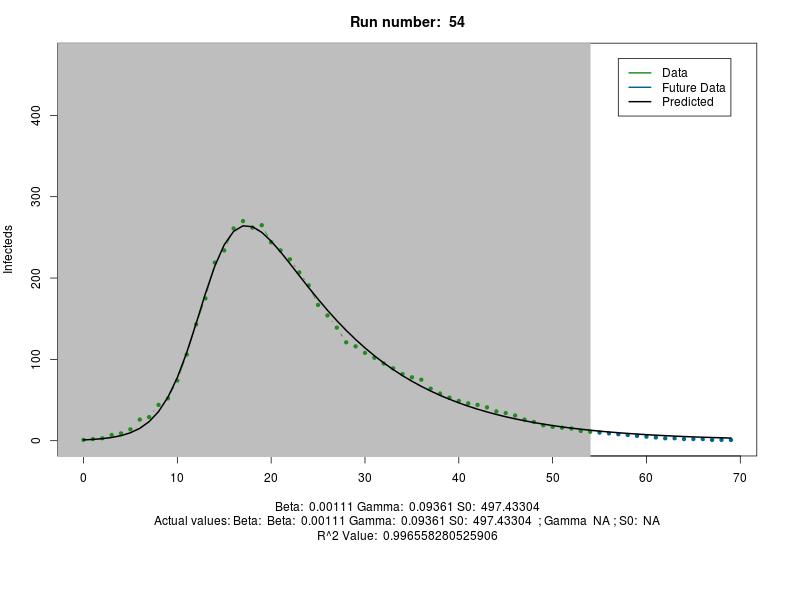 Run number: 54
Data
Future Data
Predicted
400
300
200
100
0
Infecteds
0 10 20 30 40 50 60 70
Beta: 0.00111 Gamma: 0.09361 S0: 497.43304
Actual values: Beta: Beta: 0.00111 Gamma: 0.09361 S0: 497.43304 ; Gamma NA ; S0: NA
R^2 Value: 0.996558280525906